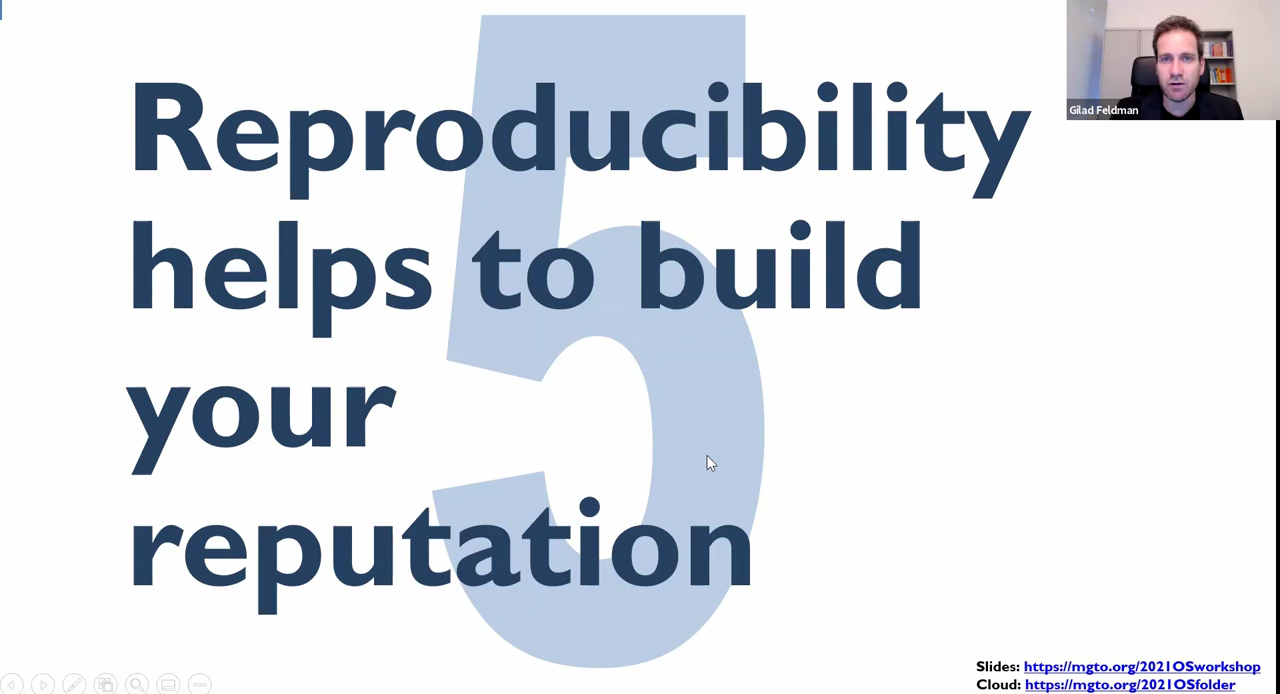 5
Reproducibility
helps to build
your
reputation
Gilad Feldman
Slides: https://mgto.org/2021OSworkshop
Cloud: https://mgto.org/2021OSfolder